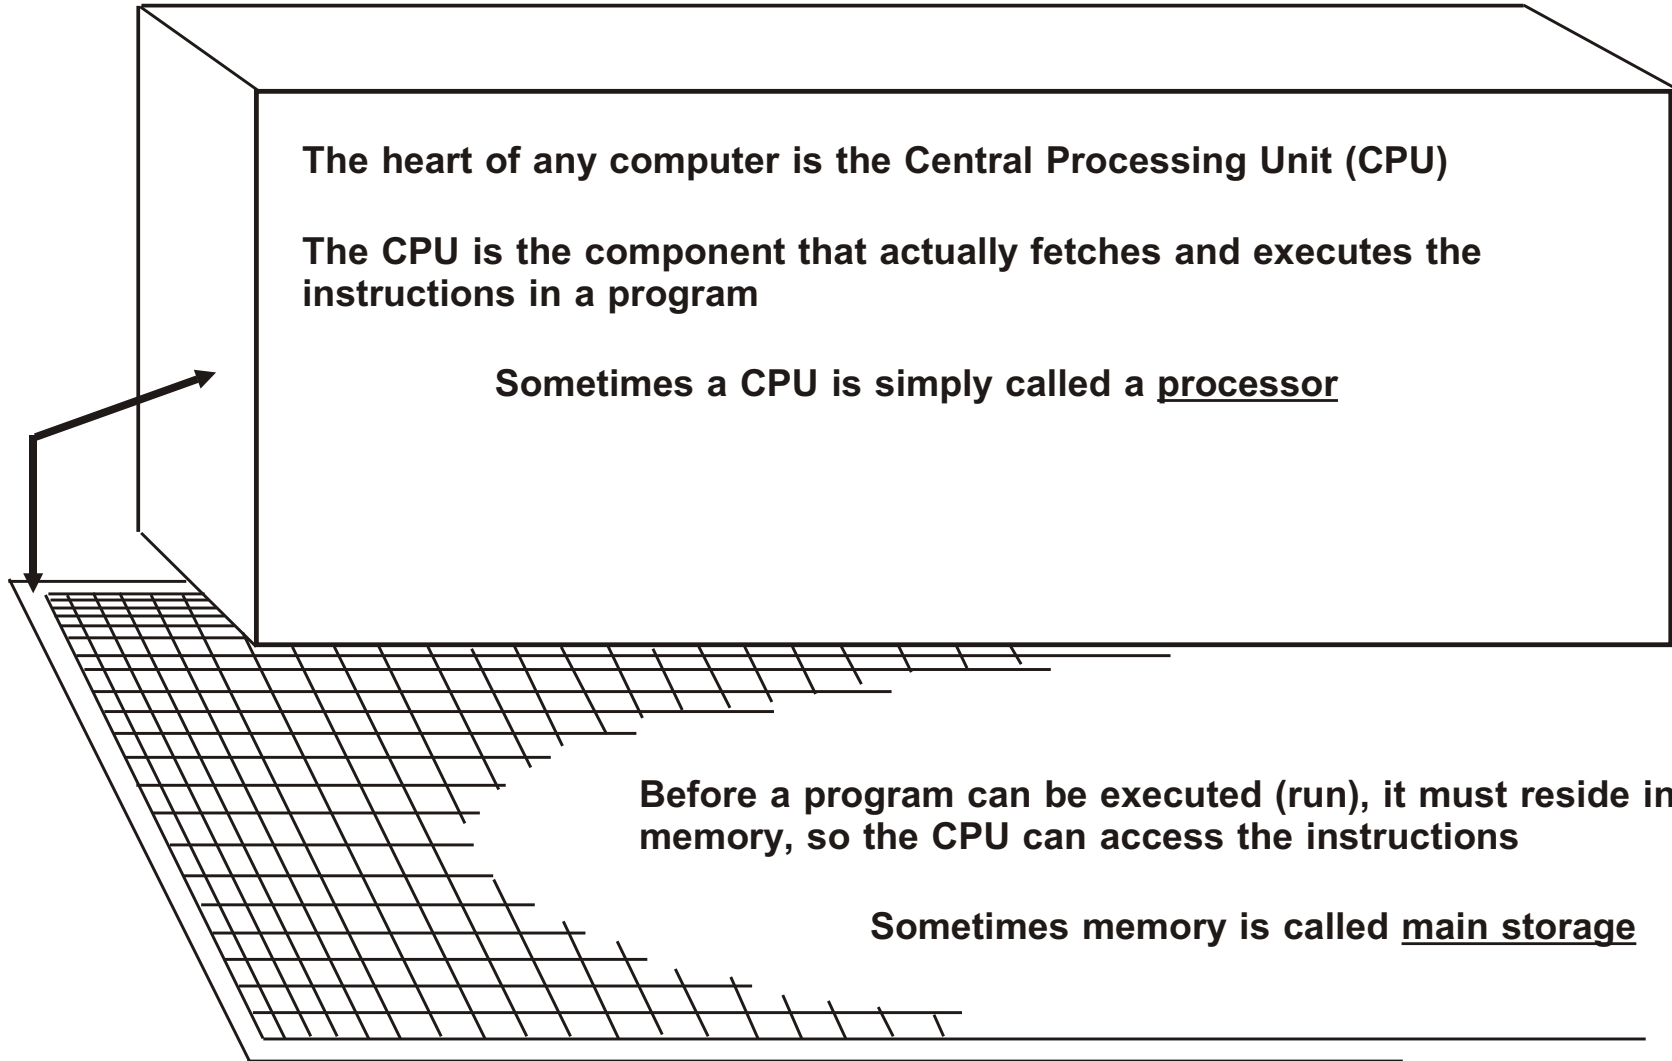 The heart of any computer is the Central Processing Unit (CPU)
The CPU is the component that actually fetches and executes the
instructions in a program
Sometimes a CPU is simply called a processor
Before a program can be executed (run), it must reside in
memory, so the CPU can access the instructions
Sometimes memory is called main storage